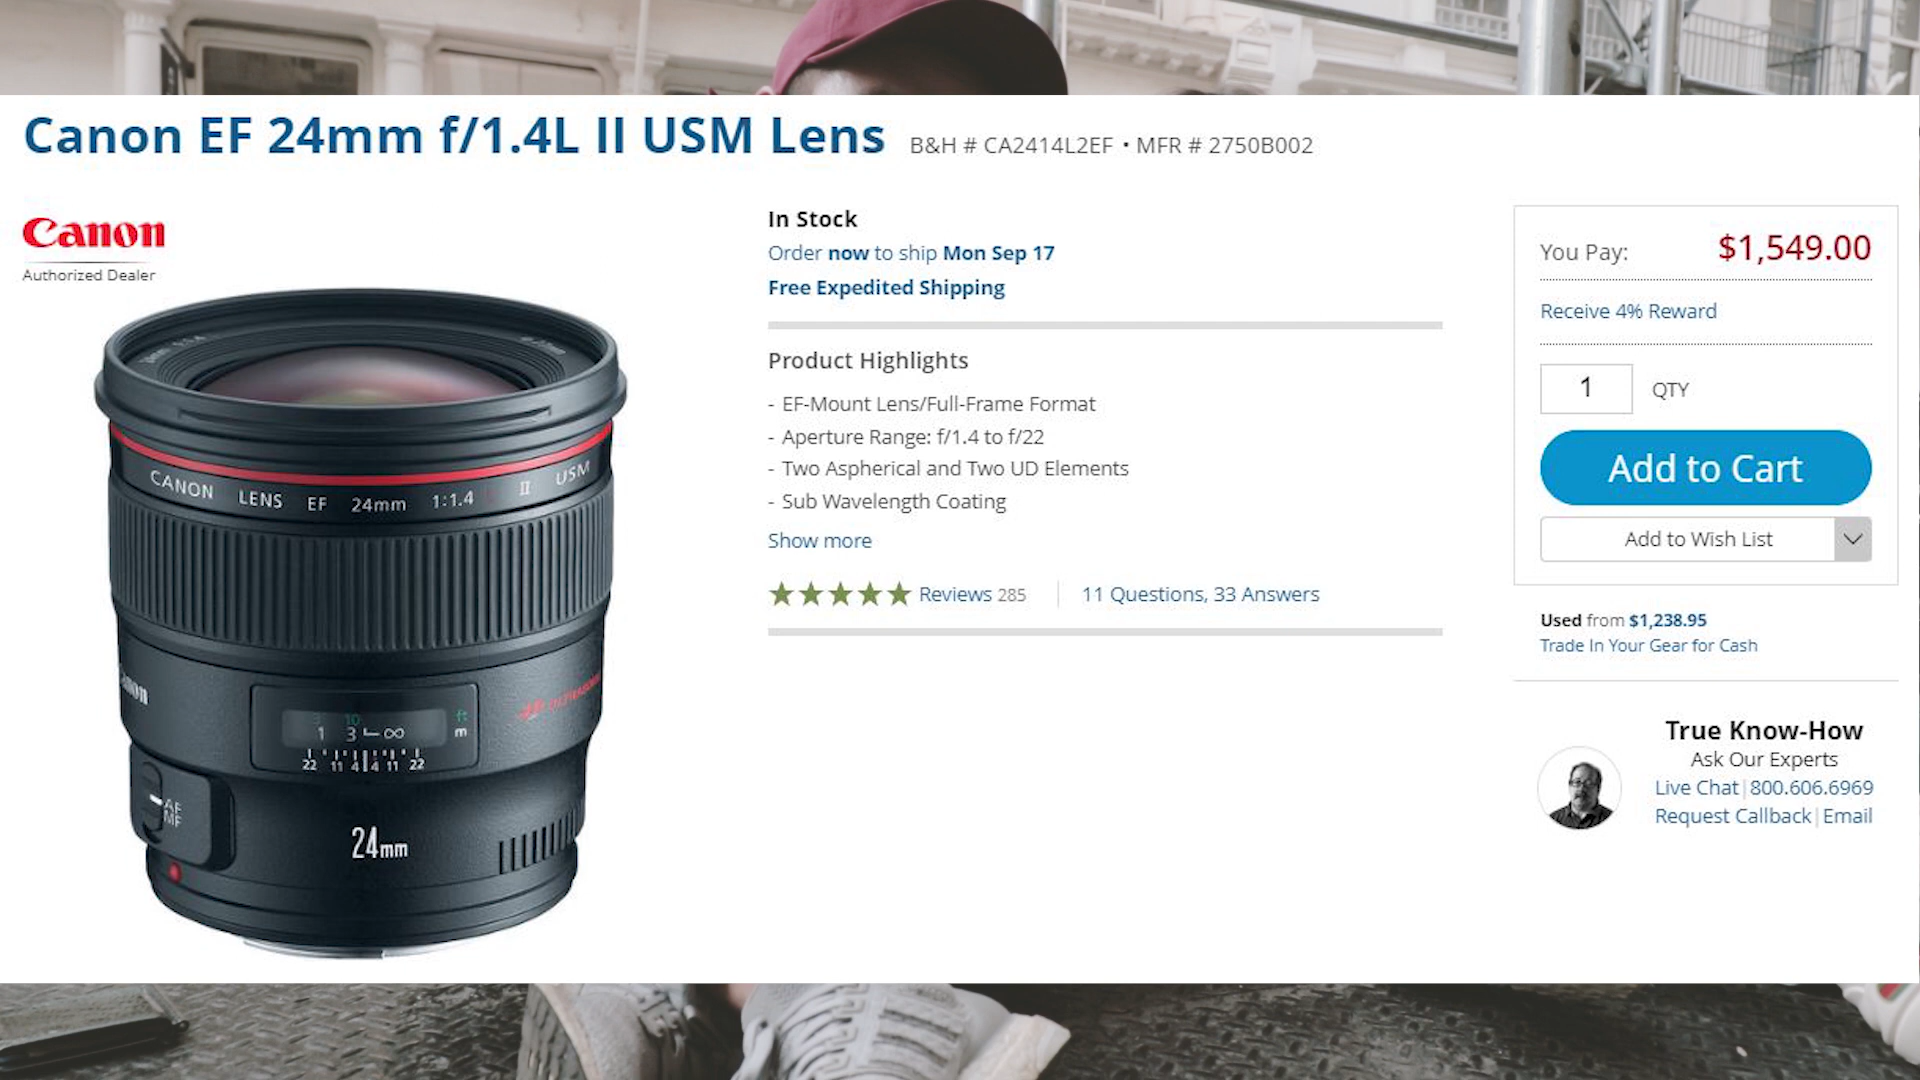 Canon EF 24mm f/1.4L II USM Lens
B&H # CA2414L2EF • MFR # 2750B002
Canon
Authorized Dealer
CANON LENS EF 24mm 1:1.4 L II USM
Canon
ULTRASONIC
3 10 ft
1 3 ∞ m
22 11 4 4 11 22
AF
MF
24mm
In Stock
Order now to ship Mon Sep 17
Free Expedited Shipping
Product Highlights
- EF-Mount Lens/Full-Frame Format
- Aperture Range: f/1.4 to f/22
- Two Aspherical and Two UD Elements
- Sub Wavelength Coating
Show more
Reviews 285
11 Questions, 33 Answers
You Pay: $1,549.00
Receive 4% Reward
1 QTY
Add to Cart
Add to Wish List
Used from $1,238.95
Trade In Your Gear for Cash
True Know-How
Ask Our Experts
Live Chat | 800.606.6969
Request Callback | Email